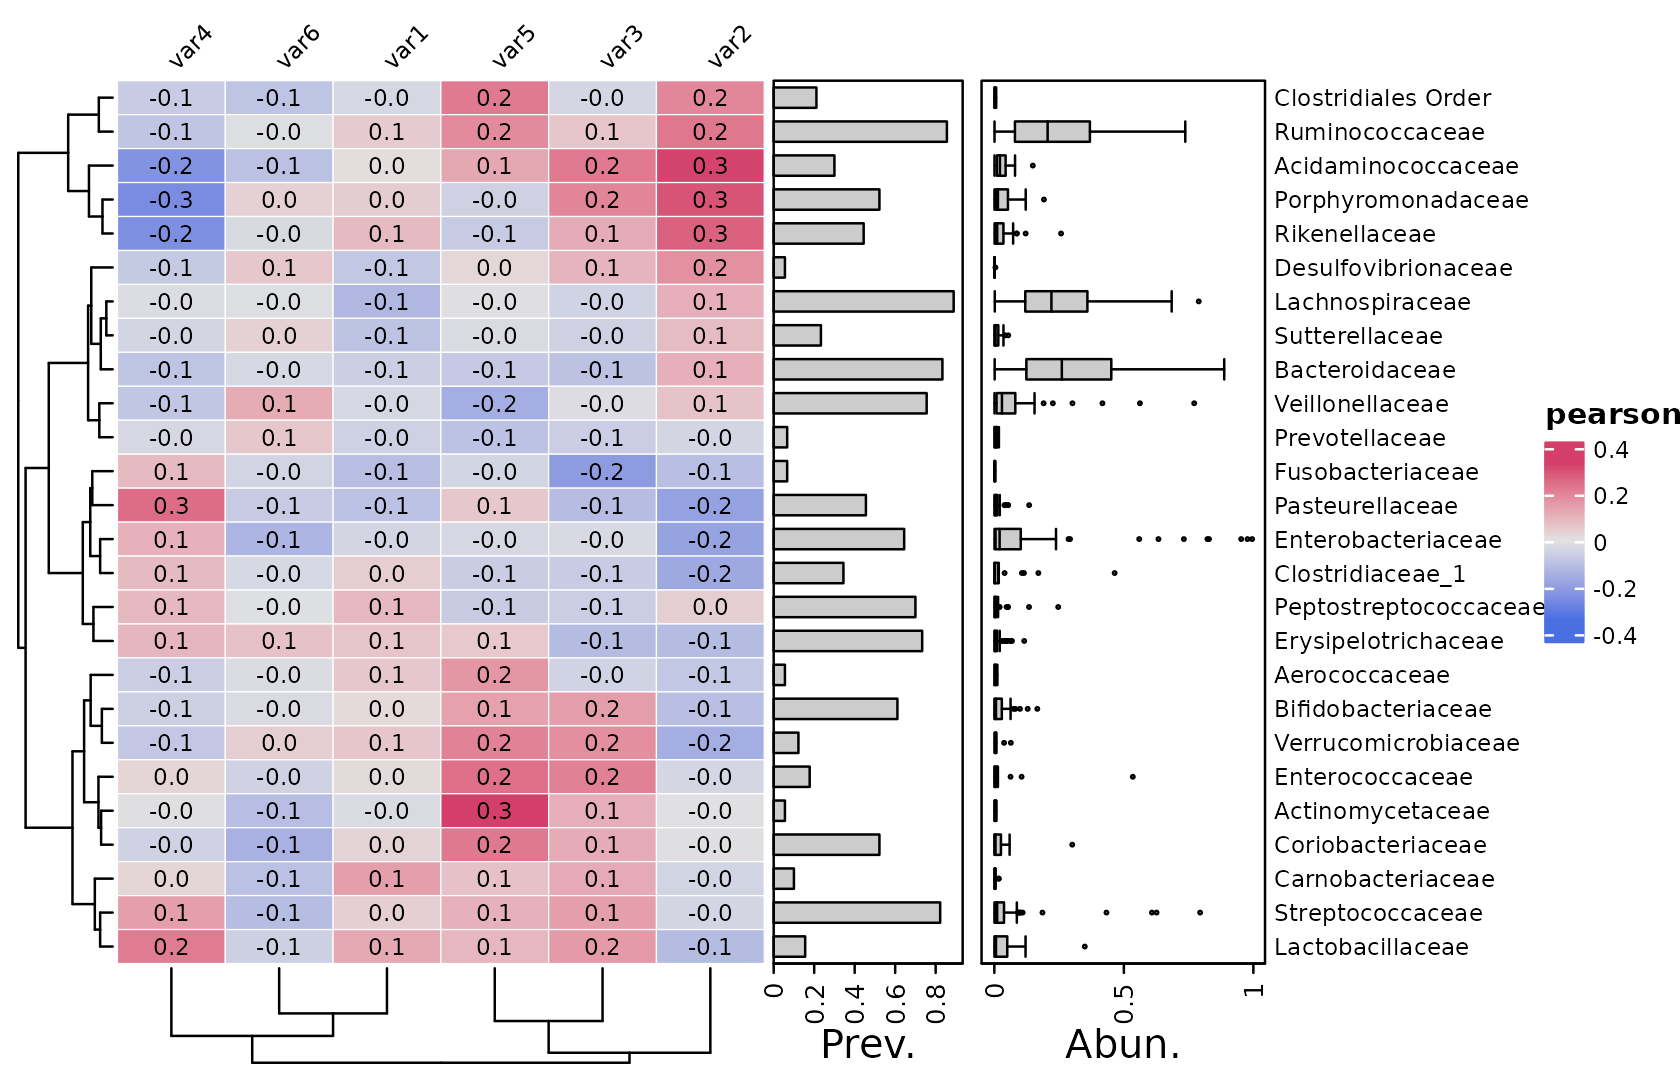 var4 var6 var1 var5 var3 var2
-0.1 -0.1 -0.0 0.2 -0.0 0.2 Clostridiales Order
-0.1 -0.0 0.1 0.2 0.1 0.2 Ruminococcaceae
-0.2 -0.1 0.0 0.1 0.2 0.3 Acidaminococcaceae
-0.3 0.0 0.0 -0.0 0.2 0.3 Porphyromonadaceae
-0.2 -0.0 0.1 -0.1 0.1 0.3 Rikenellaceae
-0.1 0.1 -0.1 0.0 0.1 0.2 Desulfovibrionaceae
-0.0 -0.0 -0.1 -0.0 -0.0 0.1 Lachnospiraceae
-0.0 0.0 -0.1 -0.0 -0.0 0.1 Sutterellaceae
-0.1 -0.0 -0.1 -0.1 -0.1 0.1 Bacteroidaceae
-0.1 0.1 -0.0 -0.2 -0.0 0.1 Veillonellaceae
-0.0 0.1 -0.0 -0.1 -0.1 -0.0 Prevotellaceae
0.1 -0.0 -0.1 -0.0 -0.2 -0.1 Fusobacteriaceae
0.3 -0.1 -0.1 0.1 -0.1 -0.2 Pasteurellaceae
0.1 -0.1 -0.0 -0.0 -0.0 -0.2 Enterobacteriaceae
0.1 -0.0 0.0 -0.1 -0.1 -0.2 Clostridiaceae_1
0.1 -0.0 0.1 -0.1 -0.1 0.0 Peptostreptococcaceae
0.1 0.1 0.1 0.1 -0.1 -0.1 Erysipelotrichaceae
-0.1 -0.0 0.1 0.2 -0.0 -0.1 Aerococcaceae
-0.1 -0.0 0.0 0.1 0.2 -0.1 Bifidobacteriaceae
-0.1 0.0 0.1 0.2 0.2 -0.2 Verrucomicrobiaceae
0.0 -0.0 0.0 0.2 0.2 -0.0 Enterococcaceae
-0.0 -0.1 -0.0 0.3 0.1 -0.0 Actinomycetaceae
-0.0 -0.1 0.0 0.2 0.1 -0.0 Coriobacteriaceae
0.0 -0.1 0.1 0.1 0.1 -0.0 Carnobacteriaceae
0.1 -0.1 0.0 0.1 0.1 -0.0 Streptococcaceae
0.2 -0.1 0.1 0.1 0.2 -0.1 Lactobacillaceae
0 0.2 0.4 0.6 0.8
Prev.
0 0.5 1
Abun.
pearson
0.4
0.2
0
-0.2
-0.4